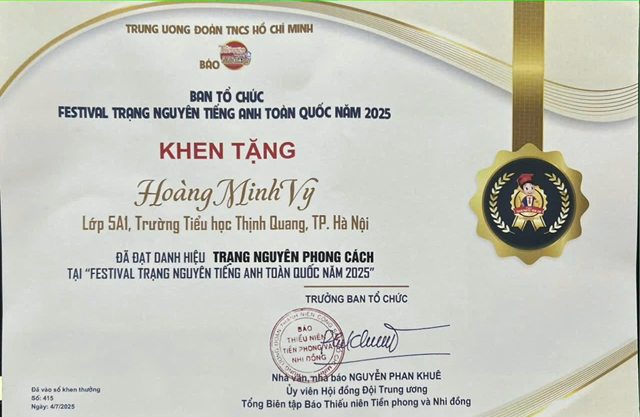 TRUNG ƯƠNG ĐOÀN TNCS HỒ CHÍ MINH
BÁO
BAN TỔ CHỨC
FESTIVAL TRẠNG NGUYÊN TIẾNG ANH TOÀN QUỐC NĂM 2025
KHEN TẶNG
Hoàng Minh Vy
Lớp 5A1, Trường Tiểu học Thịnh Quang, TP. Hà Nội
ĐÃ ĐẠT DANH HIỆU TRẠNG NGUYÊN PHONG CÁCH
TẠI "FESTIVAL TRẠNG NGUYÊN TIẾNG ANH TOÀN QUỐC NĂM 2025"
TRƯỞNG BAN TỔ CHỨC
BÁO
THIẾU NIÊN
TIỀN PHONG VÀ
NHI ĐỒNG
Nhà văn, nhà báo NGUYỄN PHAN KHUÊ
Ủy viên Hội đồng Đội Trung ương
Tổng Biên tập Báo Thiếu niên Tiền phong và Nhi đồng
Đã vào sổ khen thưởng
Số: 415
Ngày: 4/7/2025